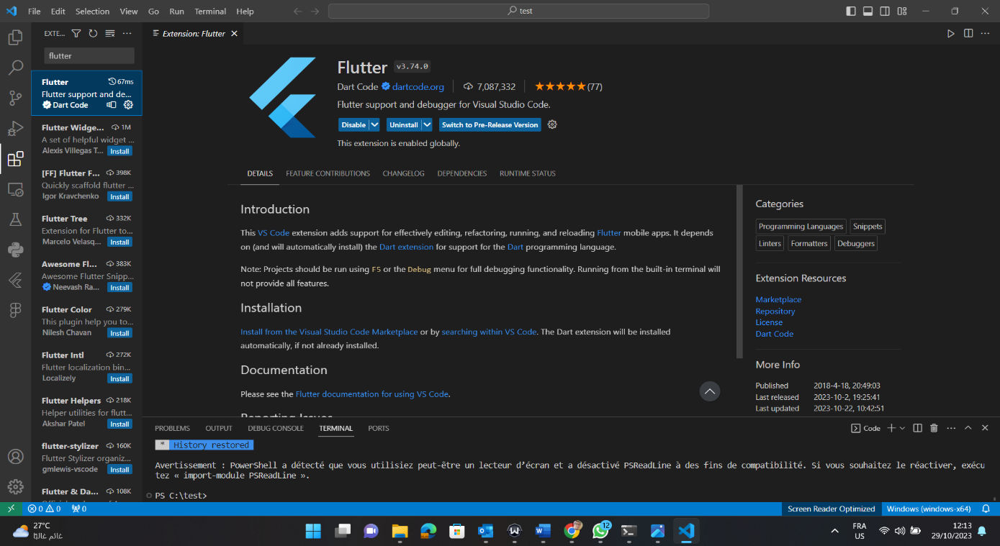 File Edit Selection View Go Run Terminal Help
test
EXTE...
Extension: Flutter
flutter
Flutter 67ms
Flutter support and de...
Dart Code
Flutter Widge... 1M
A set of helpful widget ...
Alexis Villegas T... Install
[FF] Flutter F... 398K
Quickly scaffold flutter ...
Igor Kravchenko Install
Flutter Tree 332K
Extension for Flutter to...
Marcelo Velasq... Install
Awesome Fl... 383K
Awesome Flutter Snipp...
Neevash Ra... Install
Flutter Color 279K
This plugin help you to...
Nilesh Chavan Install
Flutter Intl 272K
Flutter localization bin...
Localizely Install
Flutter Helpers 218K
Helper utilities for flutt...
Akshar Patel Install
flutter-stylizer 160K
Flutter Stylizer organiz...
gmlewis-vscode Install
Flutter & Da... 108K
Flutter v3.74.0
Dart Code dartcode.org 7,087,332 (77)
Flutter support and debugger for Visual Studio Code.
Disable Uninstall Switch to Pre-Release Version
This extension is enabled globally.
DETAILS FEATURE CONTRIBUTIONS CHANGELOG DEPENDENCIES RUNTIME STATUS
Introduction
This VS Code extension adds support for effectively editing, refactoring, running, and reloading Flutter mobile apps. It depends
on (and will automatically install) the Dart extension for support for the Dart programming language.
Note: Projects should be run using F5 or the Debug menu for full debugging functionality. Running from the built-in terminal will
not provide all features.
Installation
Install from the Visual Studio Code Marketplace or by searching within VS Code. The Dart extension will be installed
automatically, if not already installed.
Documentation
Please see the Flutter documentation for using VS Code.
Reporting Issues
Categories
Programming Languages Snippets
Linters Formatters Debuggers
Extension Resources
Marketplace
Repository
License
Dart Code
More Info
Published 2018-4-18, 20:49:03
Last released 2023-10-2, 19:25:41
Last updated 2023-10-22, 10:42:51
PROBLEMS OUTPUT DEBUG CONSOLE TERMINAL PORTS
Code
* History restored
Avertissement : PowerShell a détecté que vous utilisiez peut-être un lecteur d’écran et a désactivé PSReadLine à des fins de compatibilité. Si vous souhaitez le réactiver, exécu
tez « import-module PSReadLine ».
PS C:\test>
0 0 0
Screen Reader Optimized Windows (windows-x64)
27°C
غائم غالبًا
12
FRA
US
12:13
29/10/2023